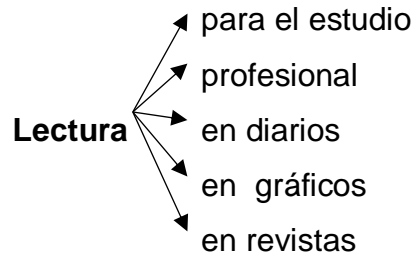 para el estudio
profesional
Lectura
en diarios
en gráficos
en revistas